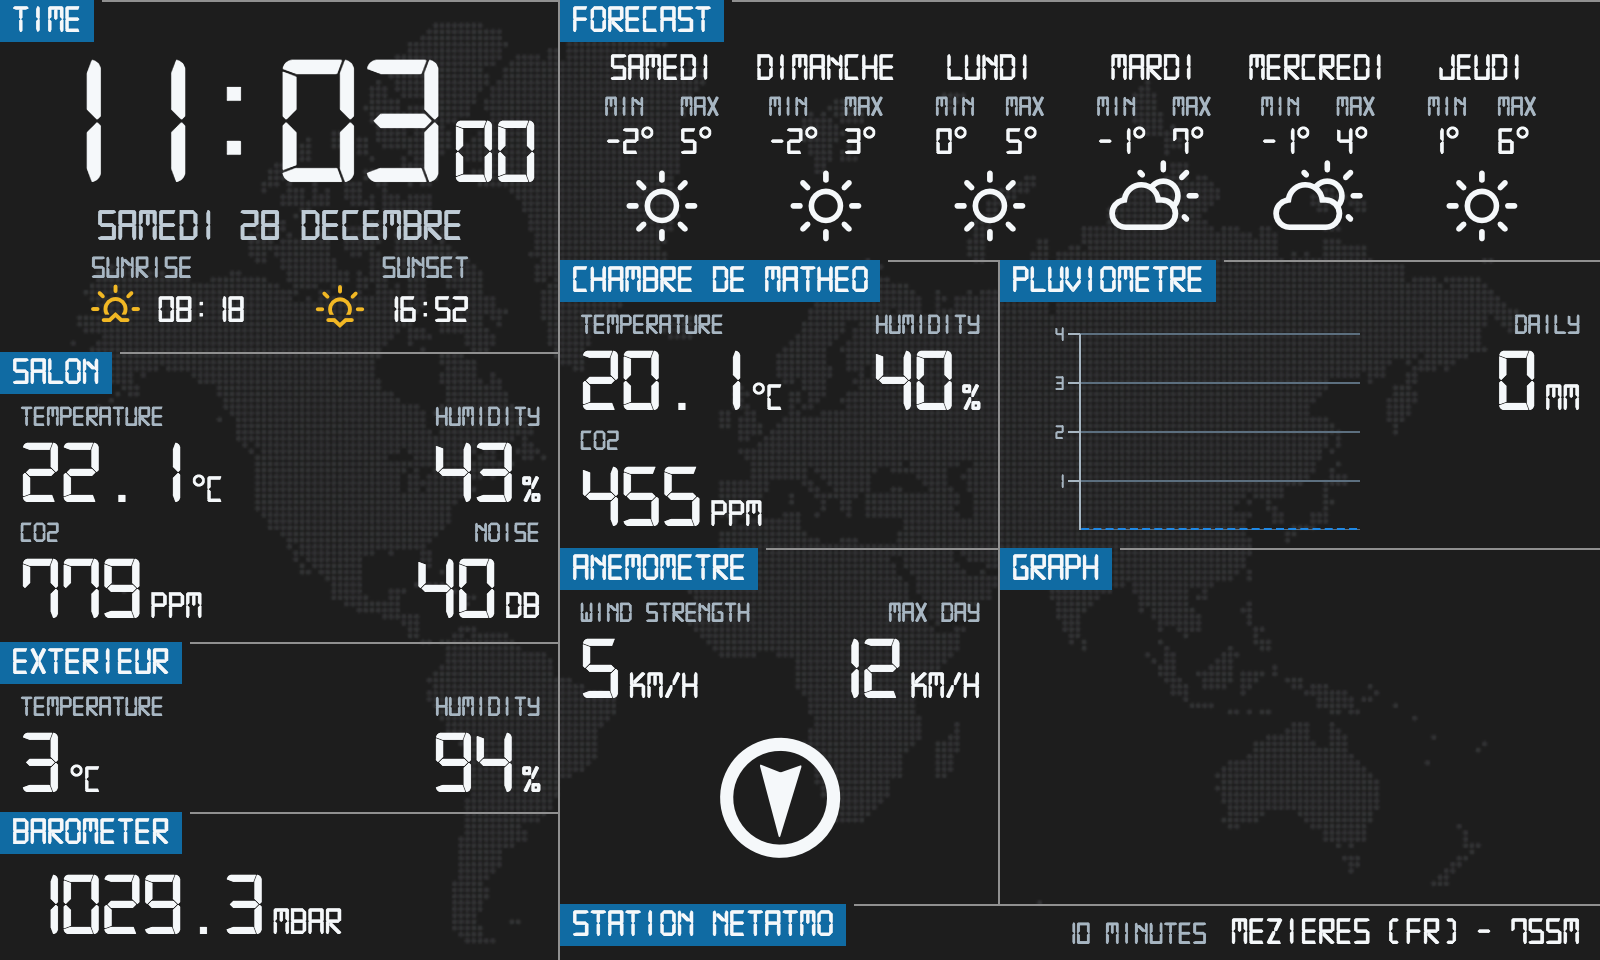 TIME
11:03 00
SAMEDI 28 DECEMBRE
SUNRISE SUNSET
08:18 16:52
SALON
TEMPERATURE HUMIDITY
22.1°C 43%
CO2 NOISE
779 PPM 40 DB
EXTERIEUR
TEMPERATURE HUMIDITY
3°C 94%
BAROMETER
1029.3 MBAR
FORECAST
SAMEDI DIMANCHE LUNDI MARDI MERCREDI JEUDI
MIN MAX MIN MAX MIN MAX MIN MAX MIN MAX MIN MAX
-2° 5° -2° 3° 0° 5° -1° 7° -1° 4° 1° 6°
CHAMBRE DE MATHEO
TEMPERATURE HUMIDITY
20.1°C 40%
CO2
455 PPM
PLUVIOMETRE
DAILY
0 MM
4
3
2
1
ANEMOMETRE
WIND STRENGTH MAX DAY
5 KM/H 12 KM/H
GRAPH
STATION NETATMO
10 MINUTES MEZIERES (FR) - 755M